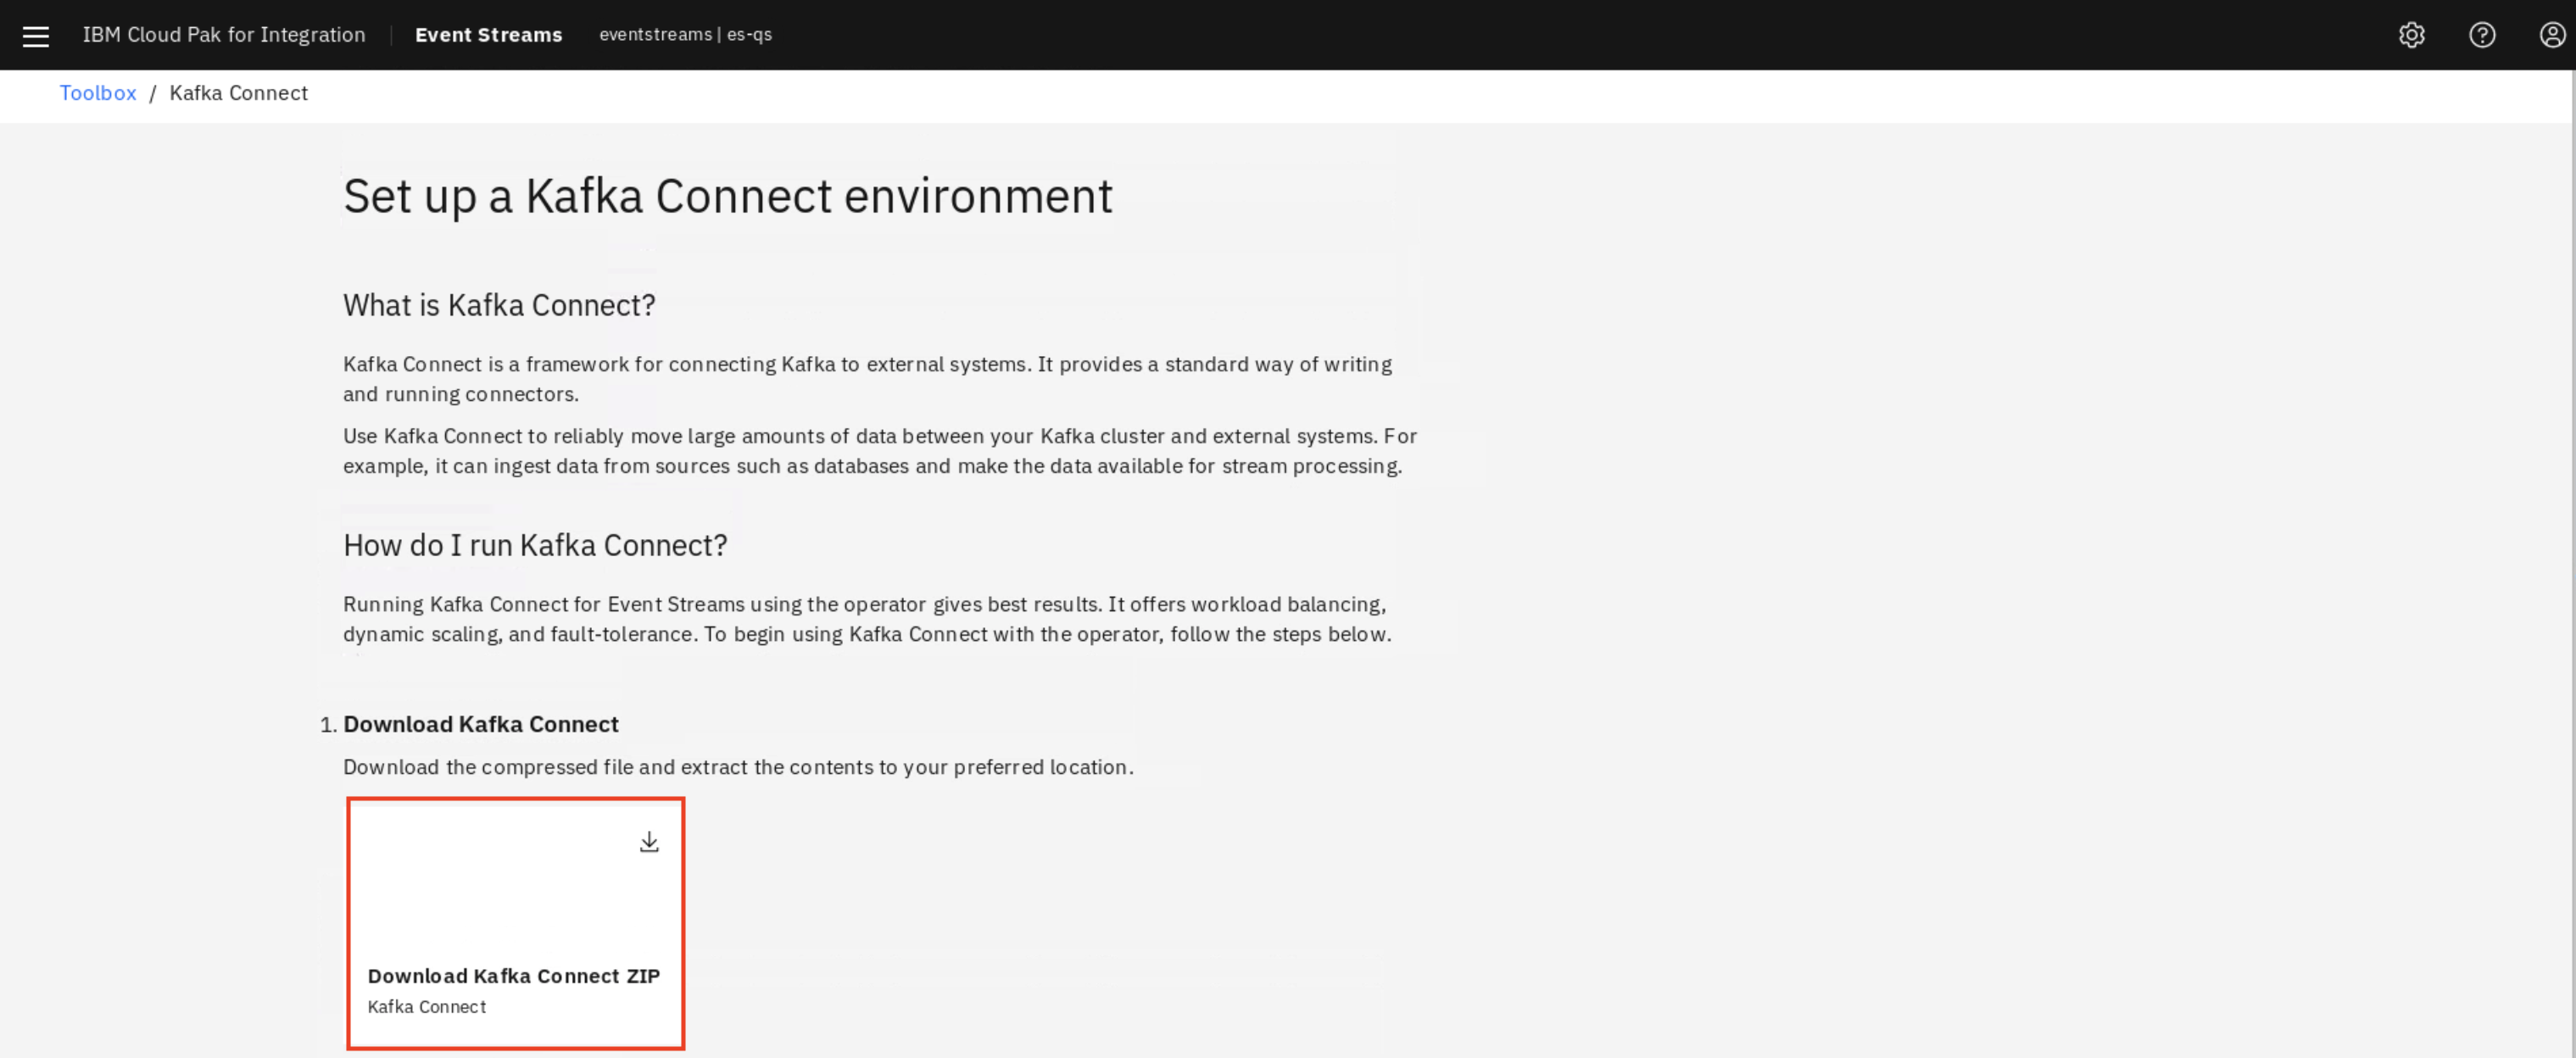 IBM Cloud Pak for Integration | Event Streams eventstreams | es-qs
Toolbox / Kafka Connect
Set up a Kafka Connect environment
What is Kafka Connect?
Kafka Connect is a framework for connecting Kafka to external systems. It provides a standard way of writing
and running connectors.
Use Kafka Connect to reliably move large amounts of data between your Kafka cluster and external systems. For
example, it can ingest data from sources such as databases and make the data available for stream processing.
How do I run Kafka Connect?
Running Kafka Connect for Event Streams using the operator gives best results. It offers workload balancing,
dynamic scaling, and fault-tolerance. To begin using Kafka Connect with the operator, follow the steps below.
1. Download Kafka Connect
Download the compressed file and extract the contents to your preferred location.
Download Kafka Connect ZIP
Kafka Connect